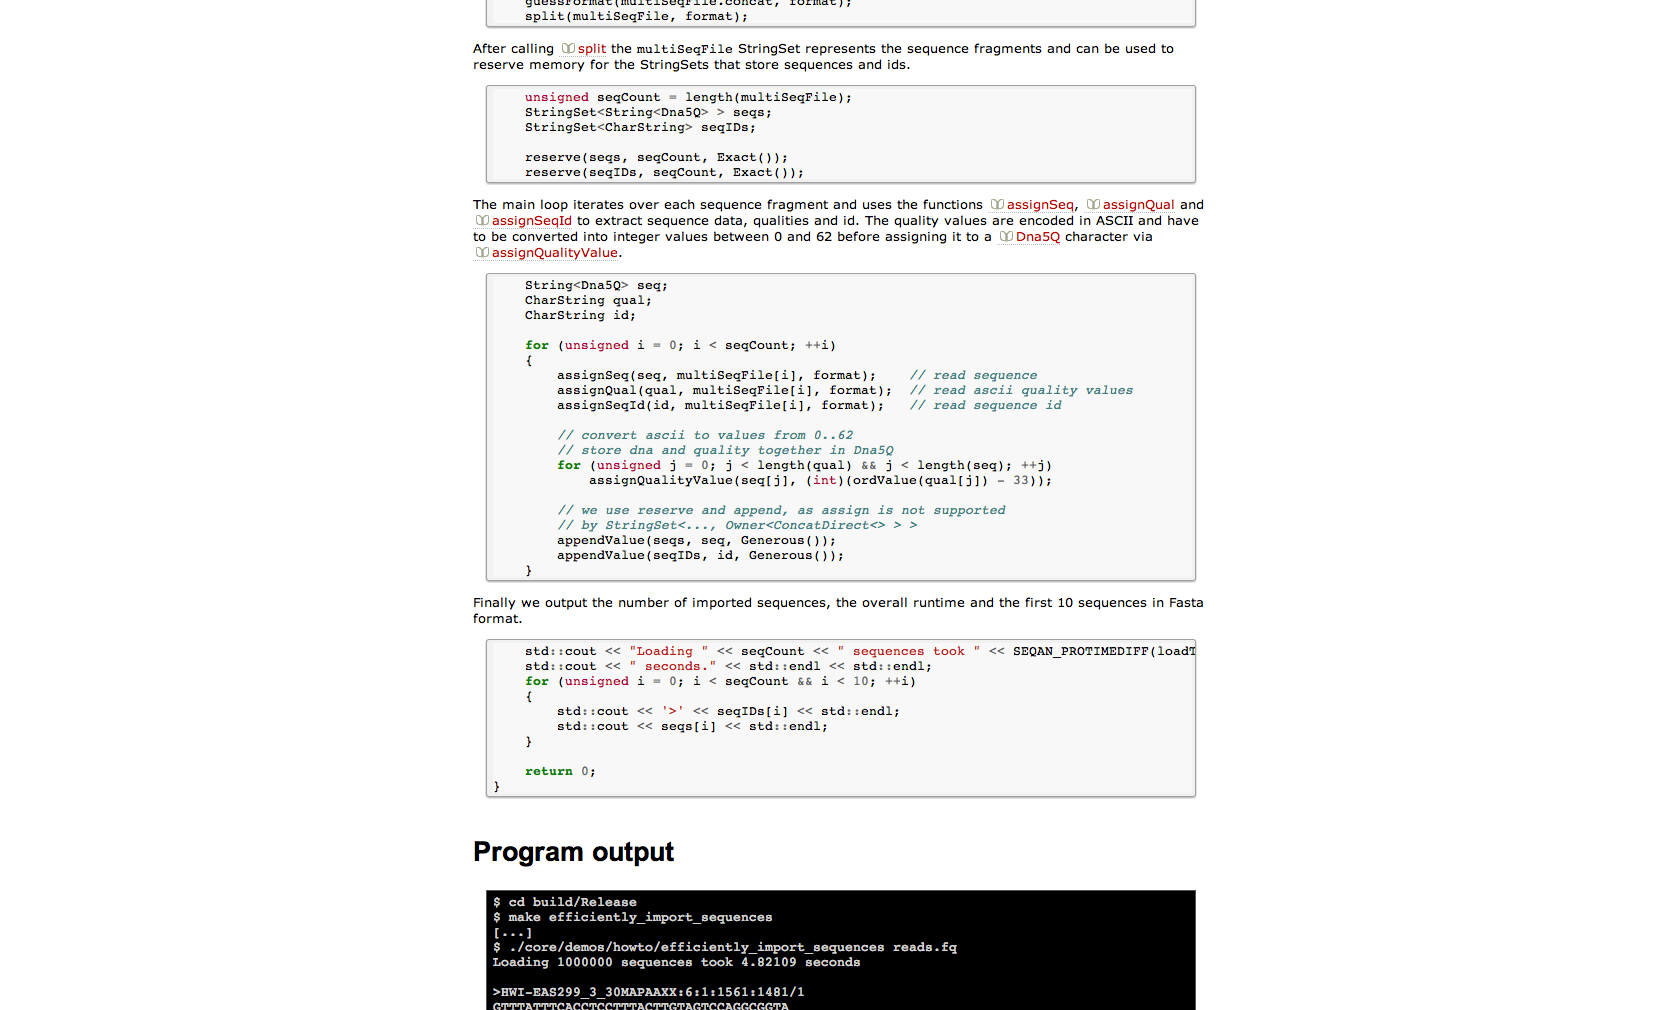 guessFormat(multiSeqFile.concat, format);
split(multiSeqFile, format);
After calling split the multiSeqFile StringSet represents the sequence fragments and can be used to
reserve memory for the StringSets that store sequences and ids.
unsigned seqCount = length(multiSeqFile);
StringSet<String<Dna5Q> > seqs;
StringSet<CharString> seqIDs;
reserve(seqs, seqCount, Exact());
reserve(seqIDs, seqCount, Exact());
The main loop iterates over each sequence fragment and uses the functions assignSeq, assignQual and
assignSeqId to extract sequence data, qualities and id. The quality values are encoded in ASCII and have
to be converted into integer values between 0 and 62 before assigning it to a Dna5Q character via
assignQualityValue.
String<Dna5Q> seq;
CharString qual;
CharString id;
for (unsigned i = 0; i < seqCount; ++i)
{
assignSeq(seq, multiSeqFile[i], format);    // read sequence
assignQual(qual, multiSeqFile[i], format);  // read ascii quality values
assignSeqId(id, multiSeqFile[i], format);   // read sequence id
// convert ascii to values from 0..62
// store dna and quality together in Dna5Q
for (unsigned j = 0; j < length(qual) && j < length(seq); ++j)
assignQualityValue(seq[j], (int)(ordValue(qual[j]) - 33));
// we use reserve and append, as assign is not supported
// by StringSet<..., Owner<ConcatDirect<> > >
appendValue(seqs, seq, Generous());
appendValue(seqIDs, id, Generous());
}
Finally we output the number of imported sequences, the overall runtime and the first 10 sequences in Fasta
format.
std::cout << "Loading " << seqCount << " sequences took " << SEQAN_PROTIMEDIFF(loadT
std::cout << " seconds." << std::endl << std::endl;
for (unsigned i = 0; i < seqCount && i < 10; ++i)
{
std::cout << '>' << seqIDs[i] << std::endl;
std::cout << seqs[i] << std::endl;
}
return 0;
}
Program output
$ cd build/Release
$ make efficiently_import_sequences
[...]
$ ./core/demos/howto/efficiently_import_sequences reads.fq
Loading 1000000 sequences took 4.82109 seconds
>HWI-EAS299_3_30MAPAAXX:6:1:1561:1481/1
GTTTATTTCACCTCCTTTACTTGTAGTCCAGGCGGTA